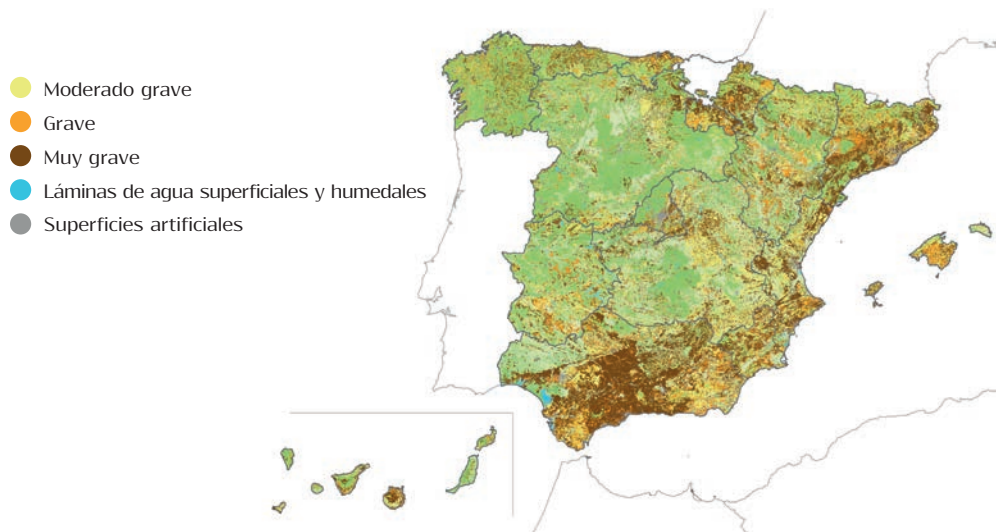 Moderado grave
Grave
Muy grave
Láminas de agua superficiales y humedales
Superficies artificiales